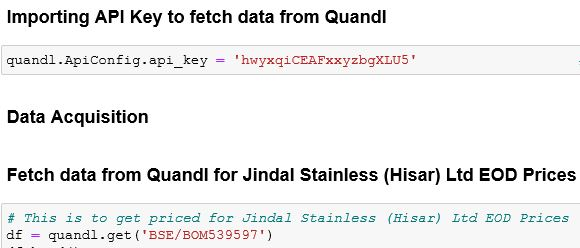 Importing API Key to fetch data from Quandl
quandl.ApiConfig.api_key = 'hwyxqiCEAFxxyzbgXLU5'
Data Acquisition
Fetch data from Quandl for Jindal Stainless (Hisar) Ltd EOD Prices
# This is to get priced for Jindal Stainless (Hisar) Ltd EOD Prices
df = quandl.get('BSE/BOM539597')